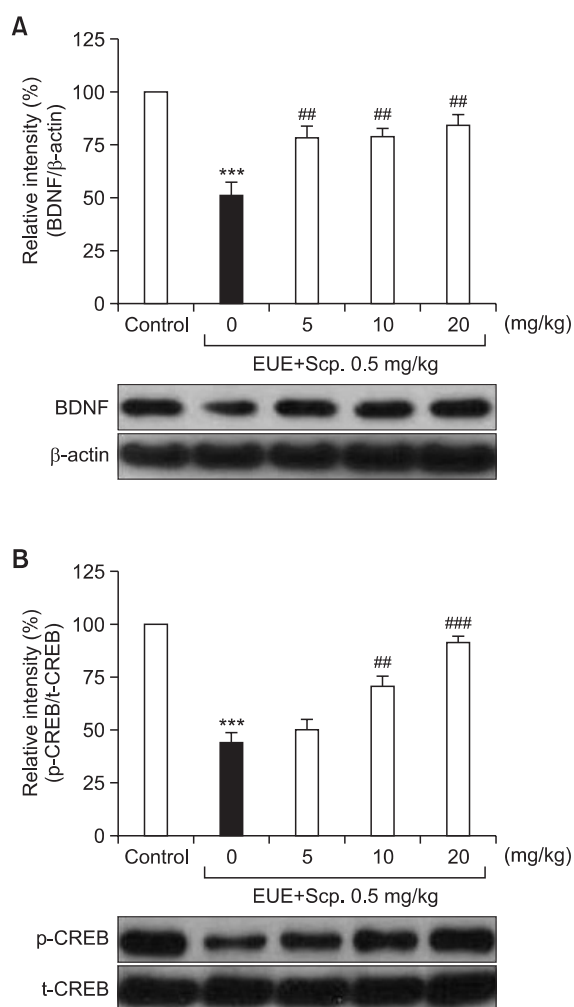 A
Relative intensity (%)
(BDNF/β-actin)
125
100
75
50
25
0
***
##
##
##
Control 0 5 10 20 (mg/kg)
EUE+Scp. 0.5 mg/kg
BDNF
β-actin
B
Relative intensity (%)
(p-CREB/t-CREB)
125
100
75
50
25
0
***
##
###
Control 0 5 10 20 (mg/kg)
EUE+Scp. 0.5 mg/kg
p-CREB
t-CREB